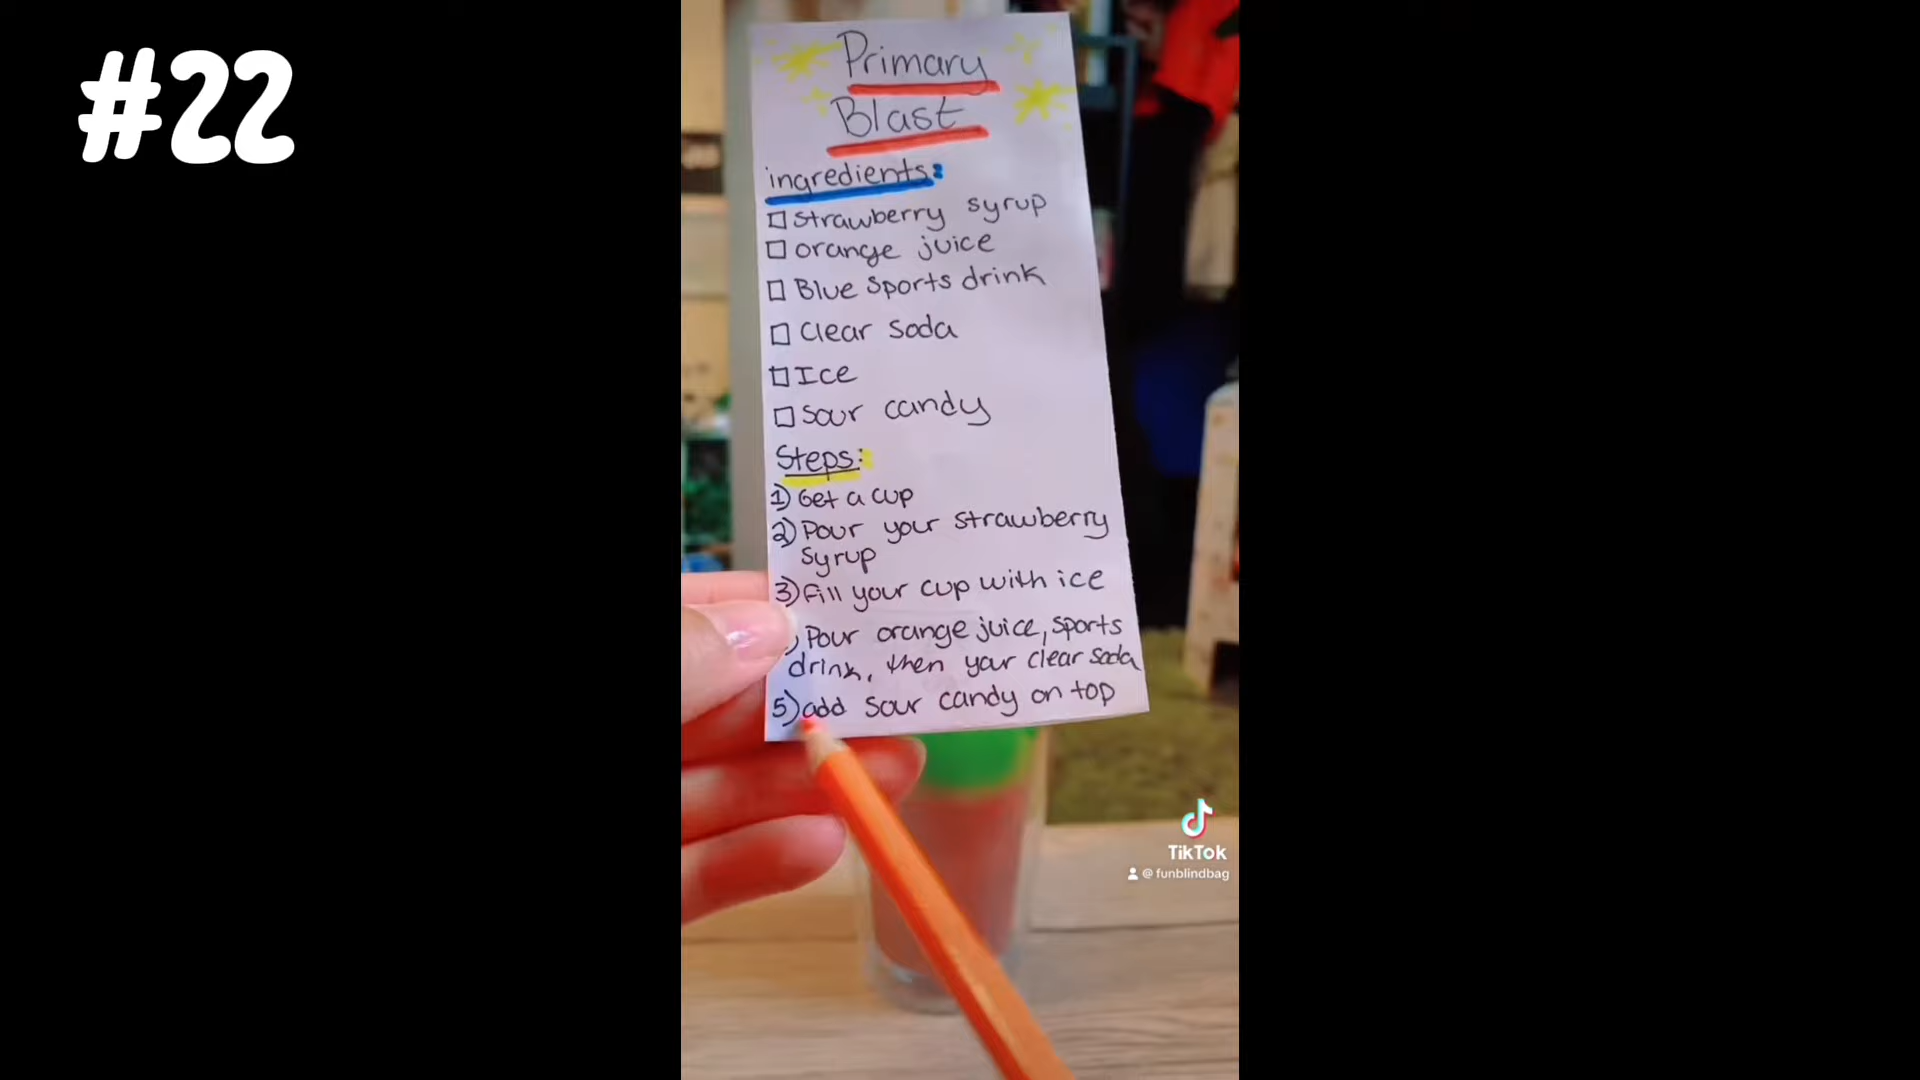 #22
Primary
Blast
ingredients:
Strawberry syrup
orange juice
Blue Sports drink
Clear Soda
Ice
Sour candy
Steps:
1) Get a cup
2) Pour your strawberry
syrup
3) Fill your cup with ice
) Pour orange juice, sports
drink, then your clear soda
5) add sour candy on top
TikTok
@funblindbag